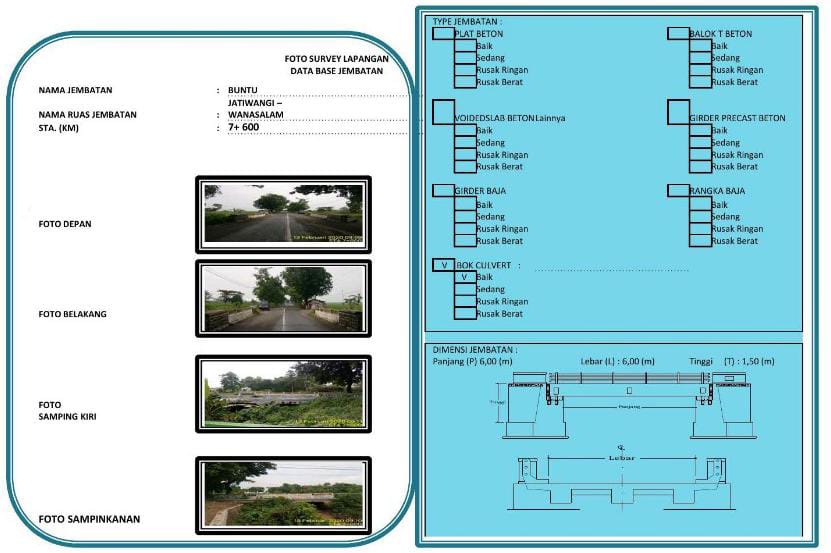 FOTO SURVEY LAPANGAN
DATA BASE JEMBATAN
NAMA JEMBATAN : BUNTU
NAMA RUAS JEMBATAN : JATIWANGI –
WANASALAM
STA. (KM) : 7+ 600
FOTO DEPAN
FOTO BELAKANG
FOTO
SAMPING KIRI
FOTO SAMPINKANAN
TYPE JEMBATAN :
PLAT BETON
Baik
Sedang
Rusak Ringan
Rusak Berat
BALOK T BETON
Baik
Sedang
Rusak Ringan
Rusak Berat
VOIDEDSLAB BETONLainnya
Baik
Sedang
Rusak Ringan
Rusak Berat
GIRDER PRECAST BETON
Baik
Sedang
Rusak Ringan
Rusak Berat
GIRDER BAJA
Baik
Sedang
Rusak Ringan
Rusak Berat
RANGKA BAJA
Baik
Sedang
Rusak Ringan
Rusak Berat
V BOK CULVERT :
V Baik
Sedang
Rusak Ringan
Rusak Berat
DIMENSI JEMBATAN :
Panjang (P) 6,00 (m) Lebar (L) : 6,00 (m) Tinggi (T) : 1,50 (m)
Tinggi
Panjang
Lebar